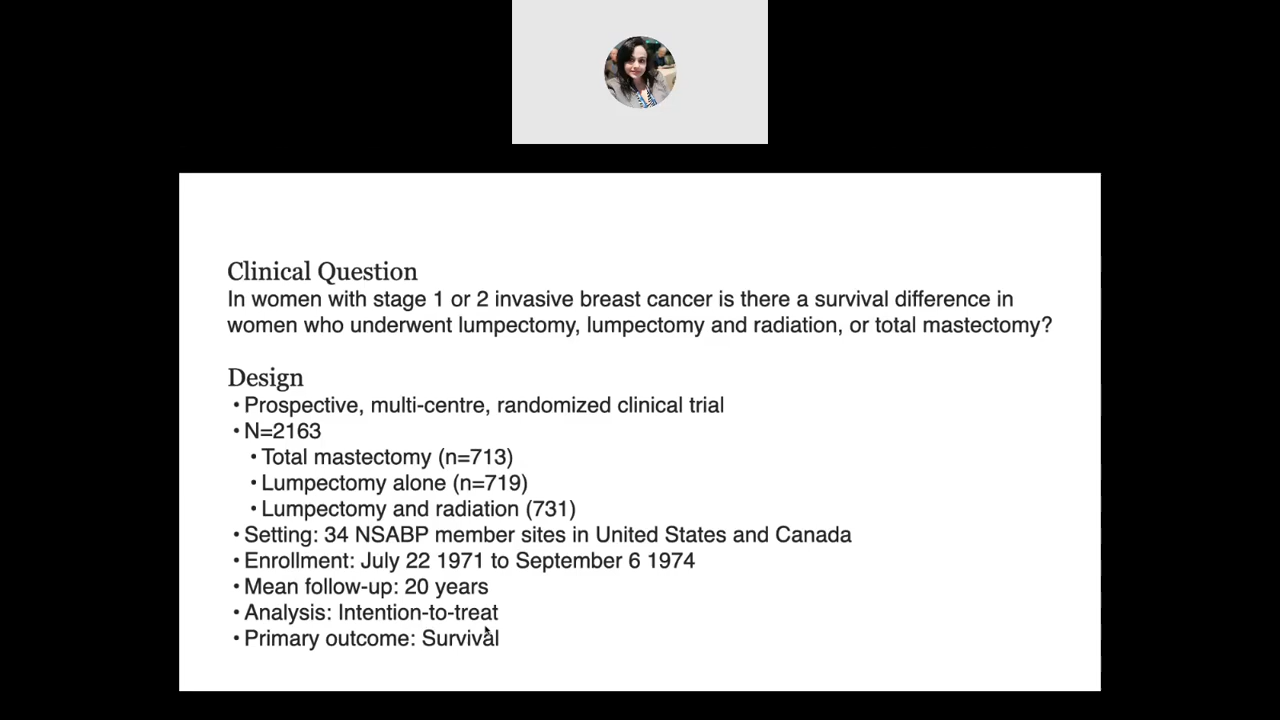 Clinical Question
In women with stage 1 or 2 invasive breast cancer is there a survival difference in
women who underwent lumpectomy, lumpectomy and radiation, or total mastectomy?
Design
• Prospective, multi-centre, randomized clinical trial
• N=2163
• Total mastectomy (n=713)
• Lumpectomy alone (n=719)
• Lumpectomy and radiation (731)
• Setting: 34 NSABP member sites in United States and Canada
• Enrollment: July 22 1971 to September 6 1974
• Mean follow-up: 20 years
• Analysis: Intention-to-treat
• Primary outcome: Survival